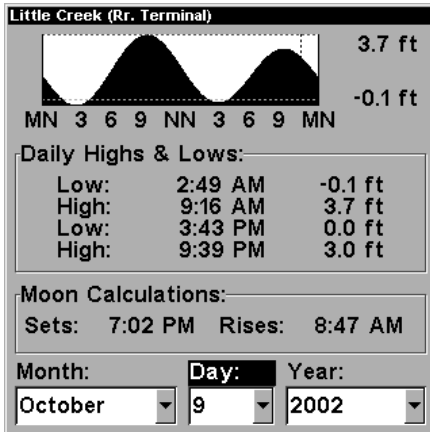 Little Creek (Rr. Terminal)
3.7 ft
-0.1 ft
MN 3 6 9 NN 3 6 9 MN
Daily Highs & Lows:
Low: 2:49 AM -0.1 ft
High: 9:16 AM 3.7 ft
Low: 3:43 PM 0.0 ft
High: 9:39 PM 3.0 ft
Moon Calculations:
Sets: 7:02 PM Rises: 8:47 AM
Month: Day: Year:
October 9 2002